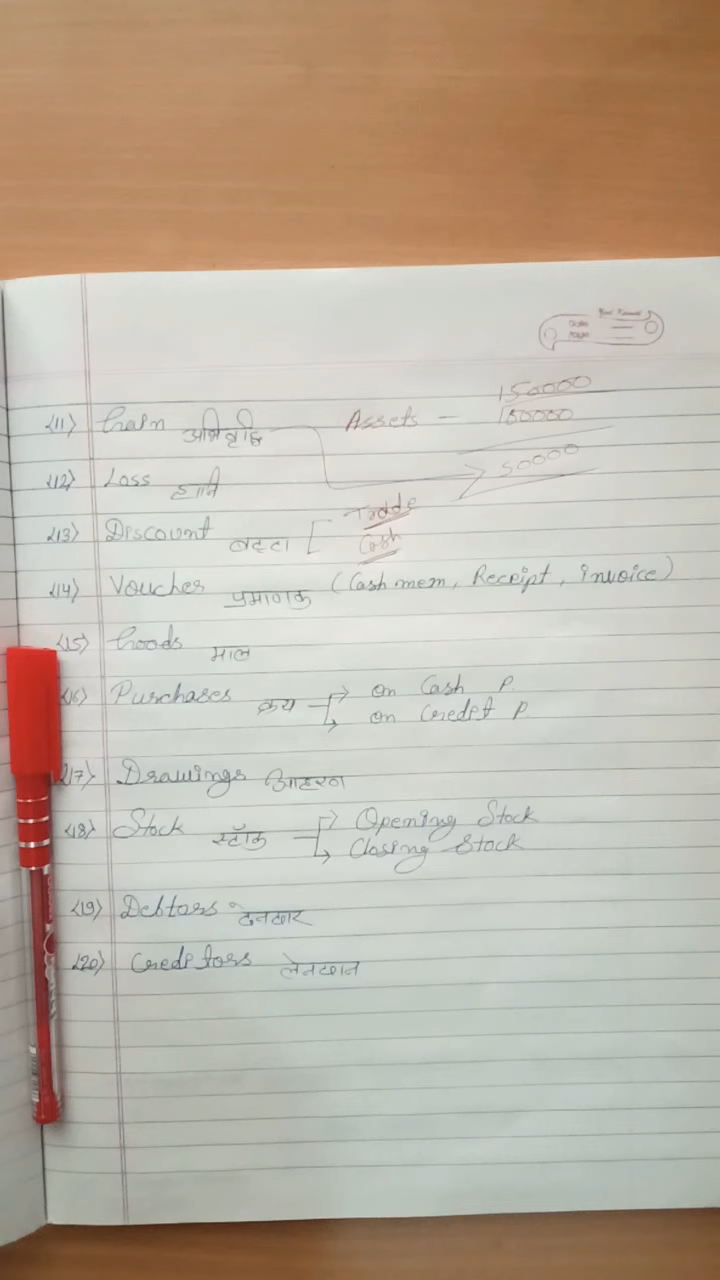 Date
Page
150000
<11> Gain अभिवृद्धि Assets - 100000
50000
<12> Loss हानि
<13> Discount बट्टा [ Trade
Cash
<14> Voucher प्रमाणक (Cash mem, Receipt, invoice)
<15> Goods माल
<16> Purchases क्रय → on Cash P.
→ on Credit P.
<17> Drawings आहरण
<18> Stock स्टॉक → Opening Stock
→ Closing Stock
<19> Debtors देनदार
<20> Creditors लेनदान